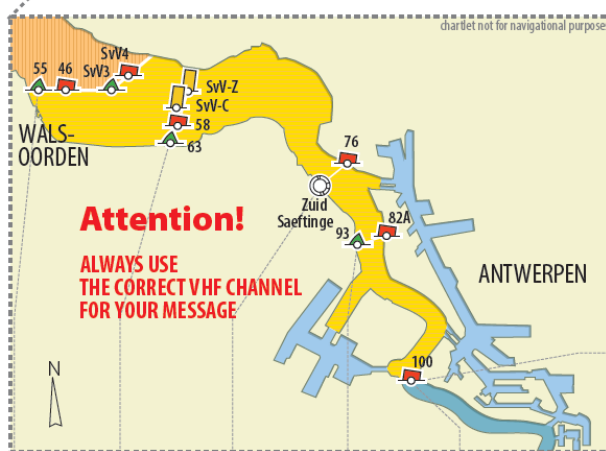 chartlet not for navigational purpose
SvV4
55 46 SvV3
SvV-Z
SvV-C
58
63
WALS-
OORDEN
76
Zuid
Saeftinge
82A
93
Attention!
ALWAYS USE
THE CORRECT VHF CHANNEL
FOR YOUR MESSAGE
ANTWERPEN
100
N